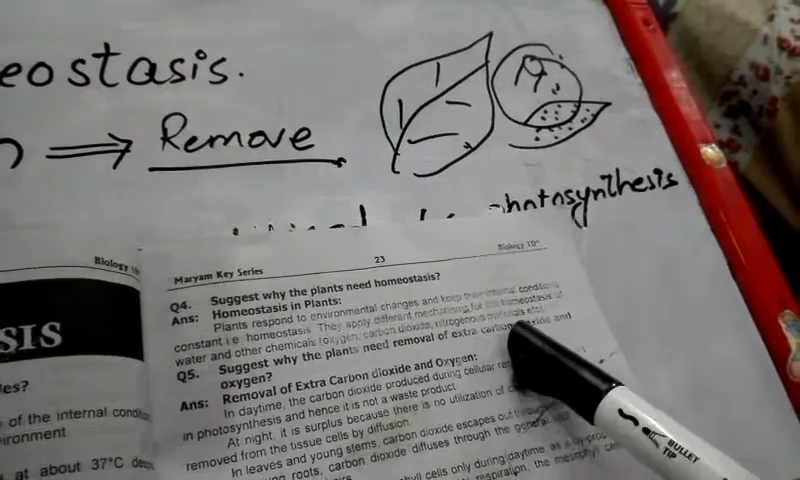 eostasis.
⇒ Remove
photosynthesis
Biology 10
SIS
es?
of the internal condit
ironment
at about 37°C
Maryam Key Series 23 Biology 10
Q4. Suggest why the plants need homeostasis?
Ans: Homeostasis in Plants:
Plants respond to environmental changes and keep their internal conditions
constant i.e homeostasis. They apply different mechanisms for the homeostasis of
water and other chemicals (oxygen, carbon dioxide, nitrogenous materials etc)
Q5. Suggest why the plants need removal of extra carbon and
oxygen?
Ans: Removal of Extra Carbon dioxide and Oxygen:
In daytime, the carbon dioxide produced during cellular
in photosynthesis and hence it is not a waste product
At night, it is surplus because there is no utilization of
removed from the tissue cells by diffusion.
In leaves and young stems, carbon dioxide escapes out
roots, carbon dioxide diffuses through the general
cells only during daytime, as
respiration, the
BULLET
TIP